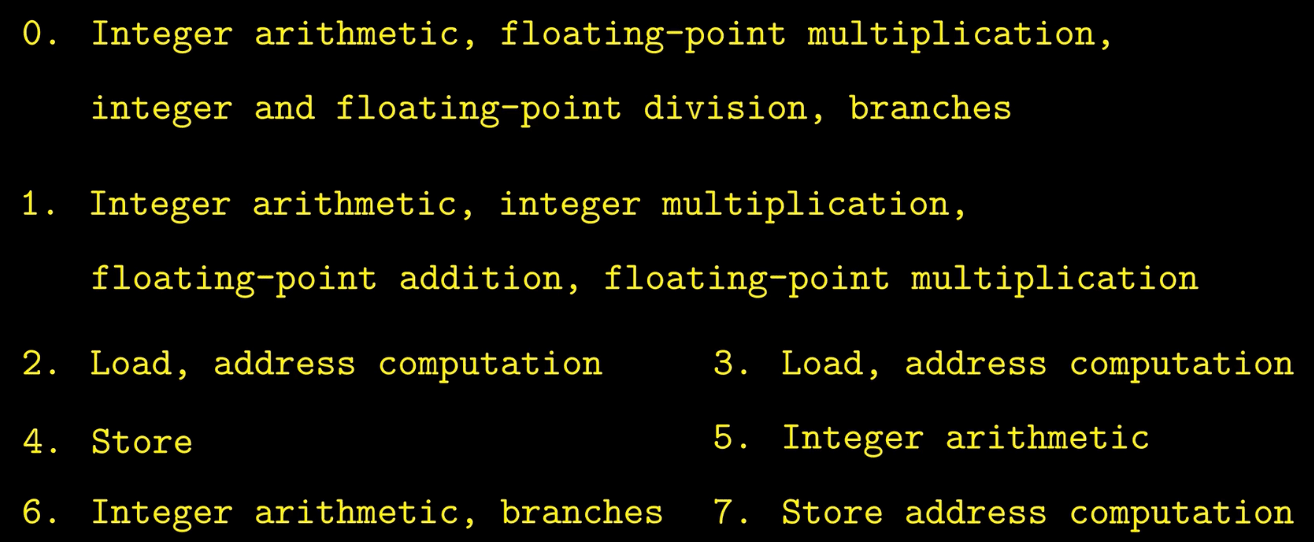 0. Integer arithmetic, floating-point multiplication,
integer and floating-point division, branches
1. Integer arithmetic, integer multiplication,
floating-point addition, floating-point multiplication
2. Load, address computation
3. Load, address computation
4. Store
5. Integer arithmetic
6. Integer arithmetic, branches
7. Store address computation